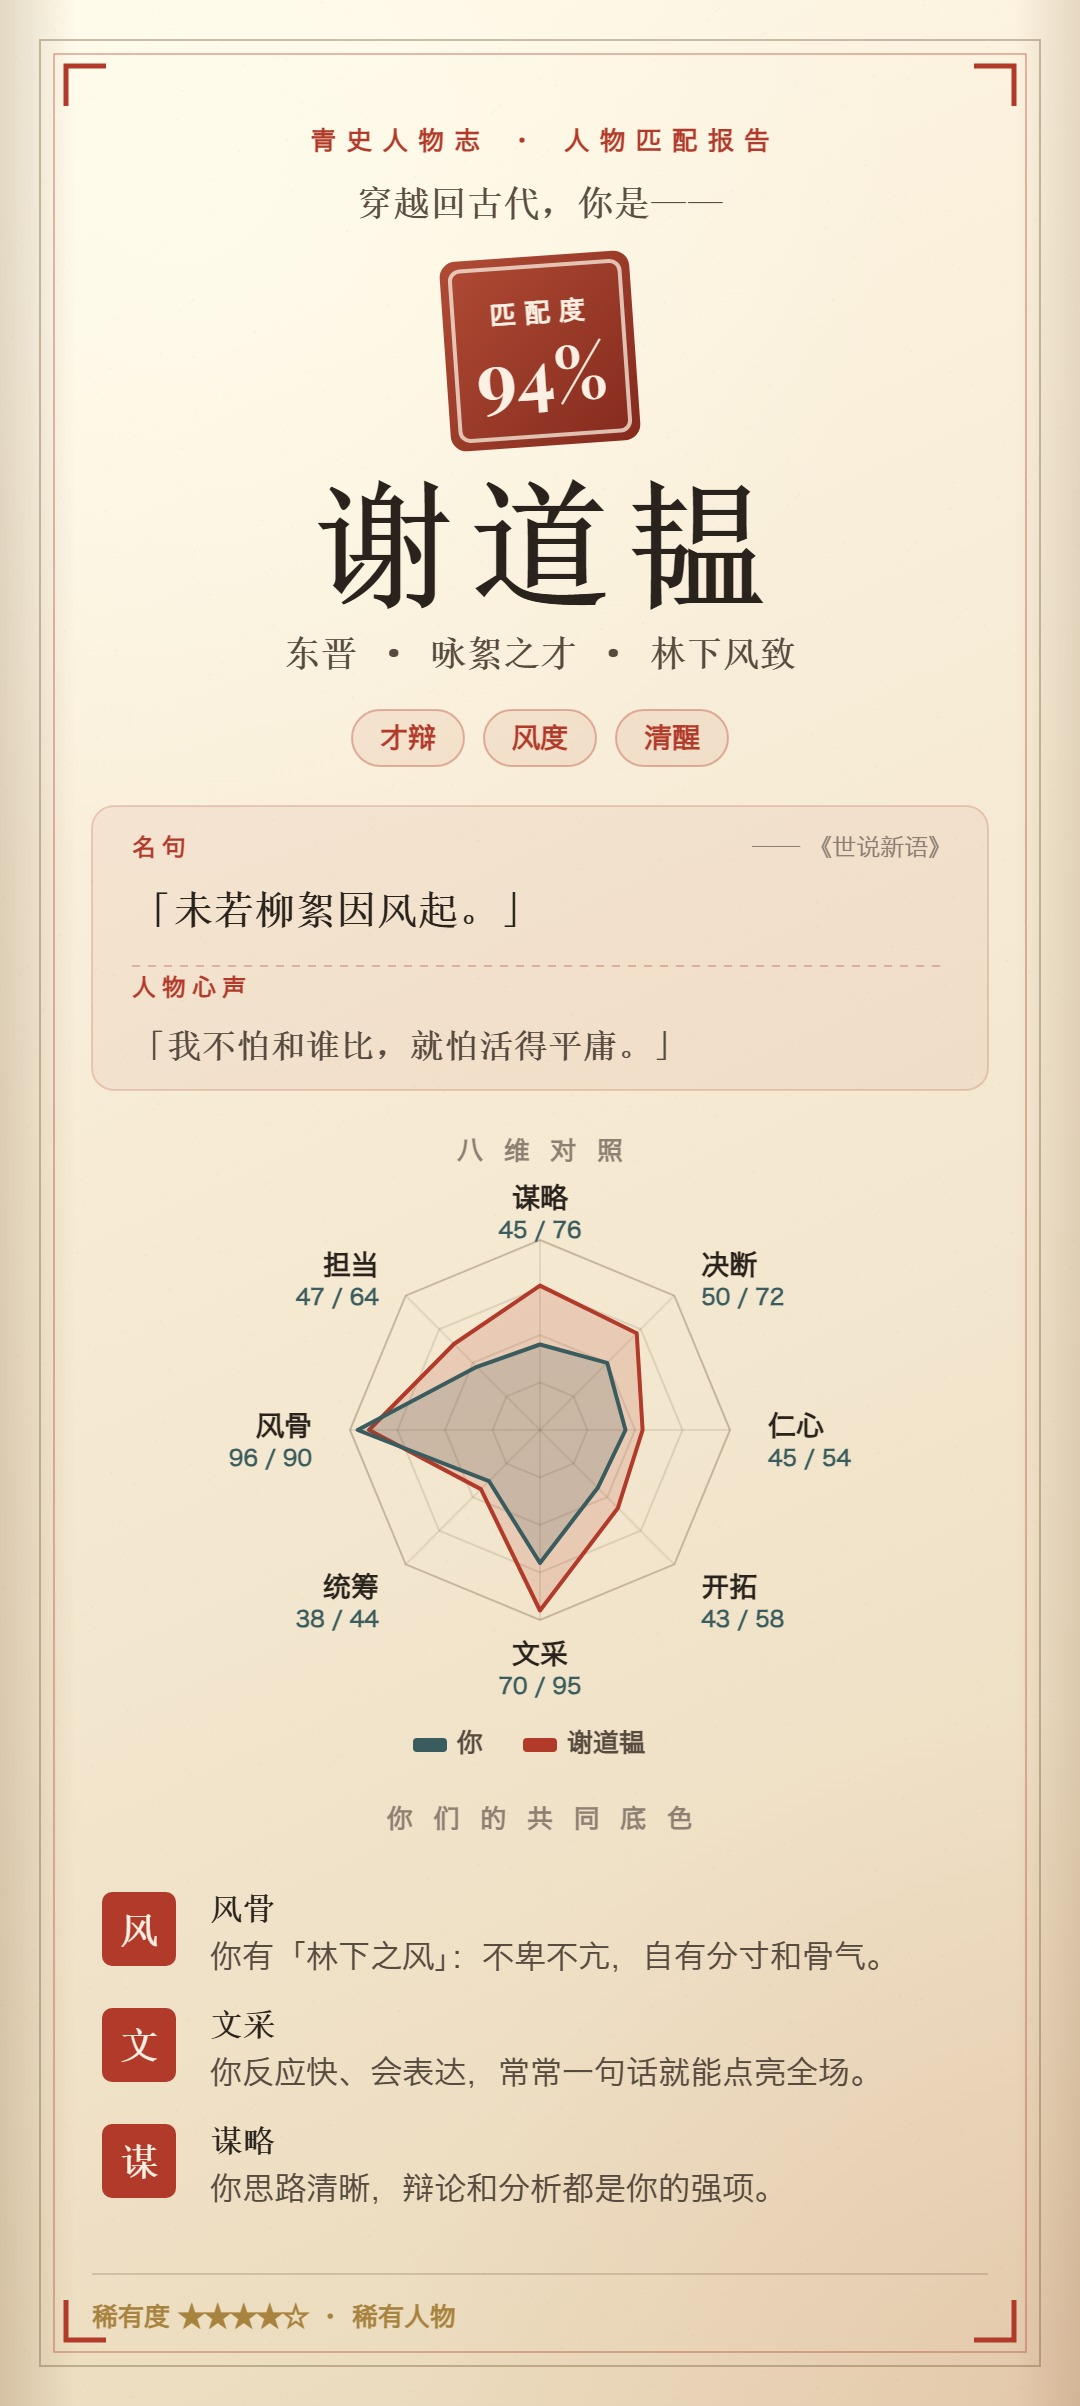 青史人物志 · 人物匹配报告
穿越回古代，你是——
匹配度
94%
谢道韫
东晋 • 咏絮之才 • 林下风致
才辩 风度 清醒
名句 —— 《世说新语》
「未若柳絮因风起。」
人物心声
「我不怕和谁比，就怕活得平庸。」
八维对照
谋略
45 / 76
担当 决断
47 / 64 50 / 72
风骨 仁心
96 / 90 45 / 54
统筹 开拓
38 / 44 43 / 58
文采
70 / 95
你 谢道韫
你们的共同底色
风 风骨
你有「林下之风」：不卑不亢，自有分寸和骨气。
文 文采
你反应快、会表达，常常一句话就能点亮全场。
谋 谋略
你思路清晰，辩论和分析都是你的强项。
稀有度 ★★★★☆ · 稀有人物